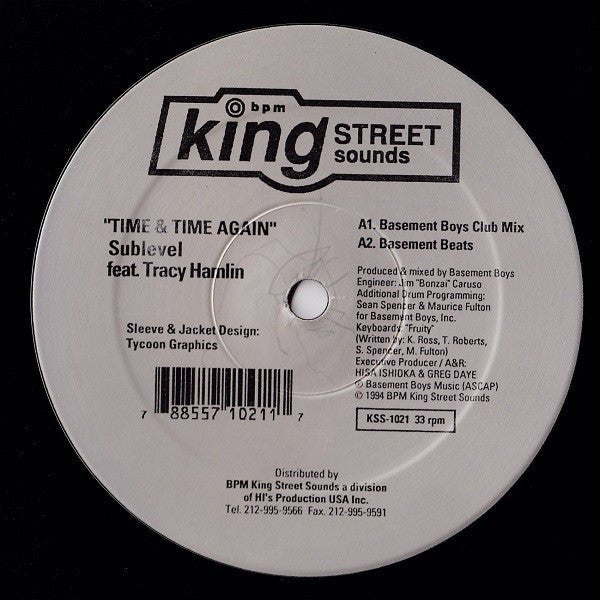 bpm
king STREET
sounds
"TIME & TIME AGAIN"
Sublevel
feat. Tracy Hamlin
Sleeve & Jacket Design:
Tycoon Graphics
7 88557 10211 7
A1. Basement Boys Club Mix
A2. Basement Beats
Produced & mixed by Basement Boys
Engineer: Jim "Bonzai" Caruso
Additional Drum Programming:
Sean Spencer & Maurice Fulton
for Basement Boys, Inc.
Keyboards: "Fruity"
(Written by: K. Ross, T. Roberts,
S. Spencer, M. Fulton)
Executive Producer / A&R:
HISA ISHIOKA & GREG DAYE
℗ Basement Boys Music (ASCAP)
© 1994 BPM King Street Sounds
KSS-1021 33 rpm
Distributed by
BPM King Street Sounds a division
of HI's Production USA Inc.
Tel. 212-995-9566 Fax. 212-995-9591